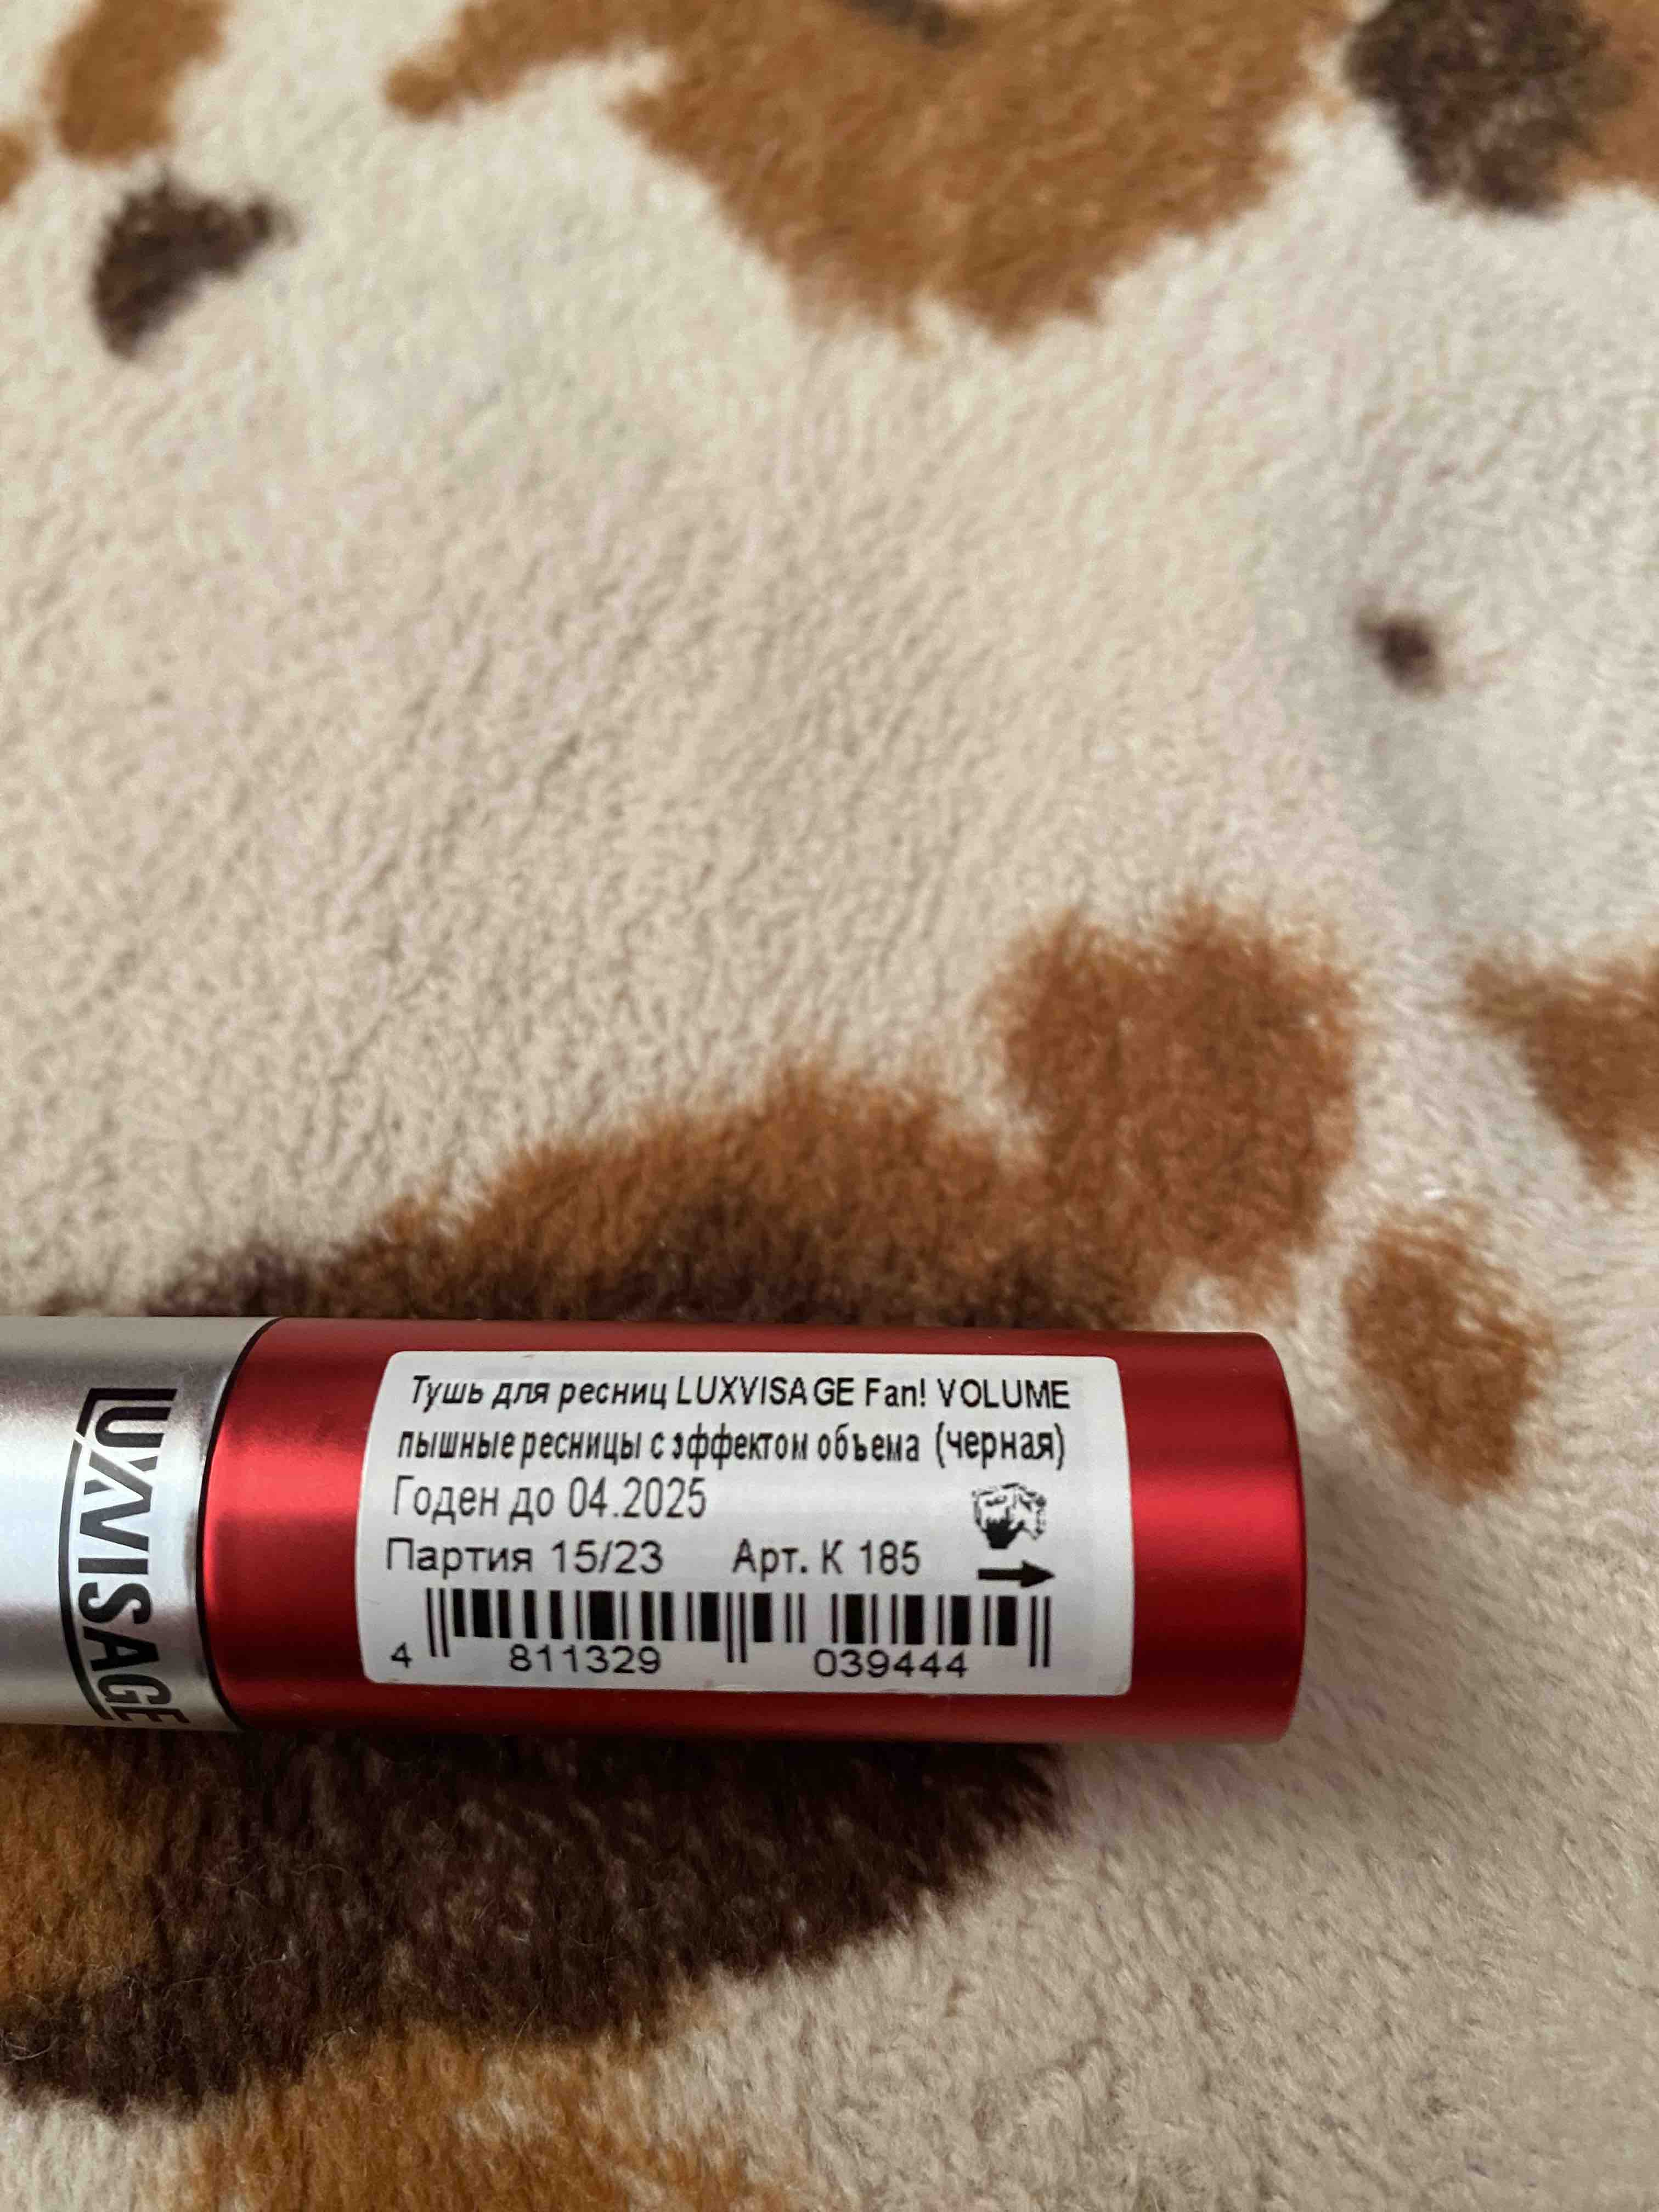 LUXVISAGE
Тушь для ресниц LUXVISAGE Fan! VOLUME
пышные ресницы с эффектом объема (черная)
Годен до 04.2025
Партия 15/23 Арт. К 185
4 811329 039444